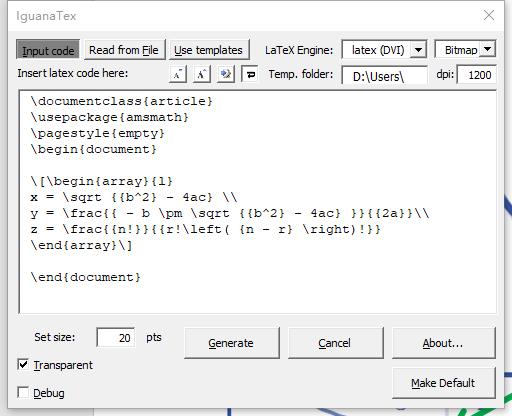 IguanaTex
Input code Read from File Use templates LaTeX Engine: latex (DVI) Bitmap
Insert latex code here: A A Temp. folder: D:\Users\ dpi: 1200
\documentclass{article}
\usepackage{amsmath}
\pagestyle{empty}
\begin{document}
\[\begin{array}{l}
x = \sqrt {{b^2} - 4ac} \\
y = \frac{{ - b \pm \sqrt {{b^2} - 4ac} }}{{2a}}\\
z = \frac{{n!}}{{r!\left( {n - r} \right)!}}
\end{array}\]
\end{document}
Set size: 20 pts Generate Cancel About...
Transparent
Make Default
Debug